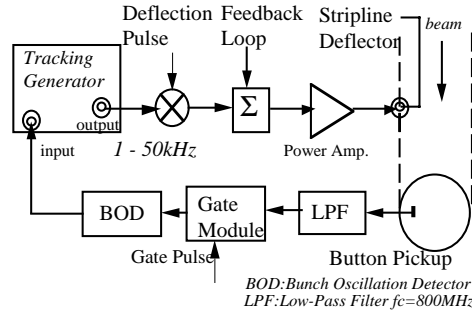 Deflection
Pulse
Feedback
Loop
Stripline
Deflector
beam
Tracking
Generator
output
input
1 - 50kHz
Σ
Power Amp.
BOD
Gate
Module
LPF
Gate Pulse
Button Pickup
BOD:Bunch Oscillation Detector
LPF:Low-Pass Filter fc=800MHz